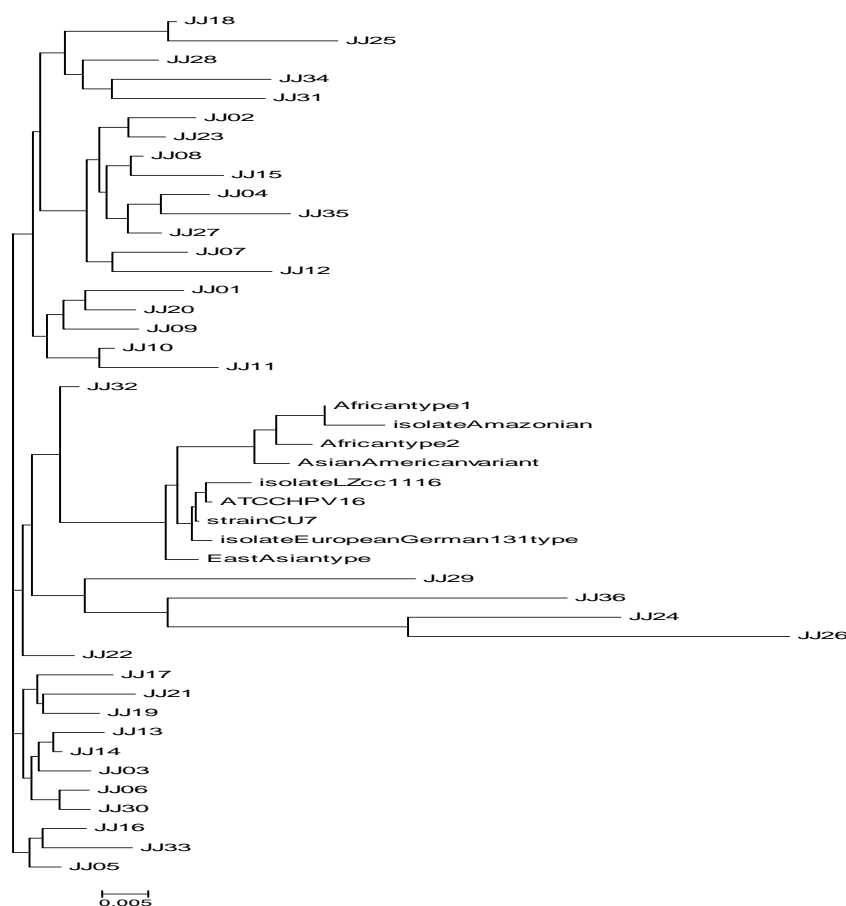 JJ18
JJ25
JJ28
JJ34
JJ31
JJ02
JJ23
JJ08
JJ15
JJ04
JJ35
JJ27
JJ07
JJ12
JJ01
JJ20
JJ09
JJ10
JJ11
JJ32
Africantype1
isolateAmazonian
Africantype2
AsianAmericanvariant
isolateLZcc1116
ATCCHPV16
strainCU7
isolateEuropeanGerman131type
EastAsiantype
JJ29
JJ36
JJ24
JJ26
JJ22
JJ17
JJ21
JJ19
JJ13
JJ14
JJ03
JJ06
JJ30
JJ16
JJ33
JJ05
0.005